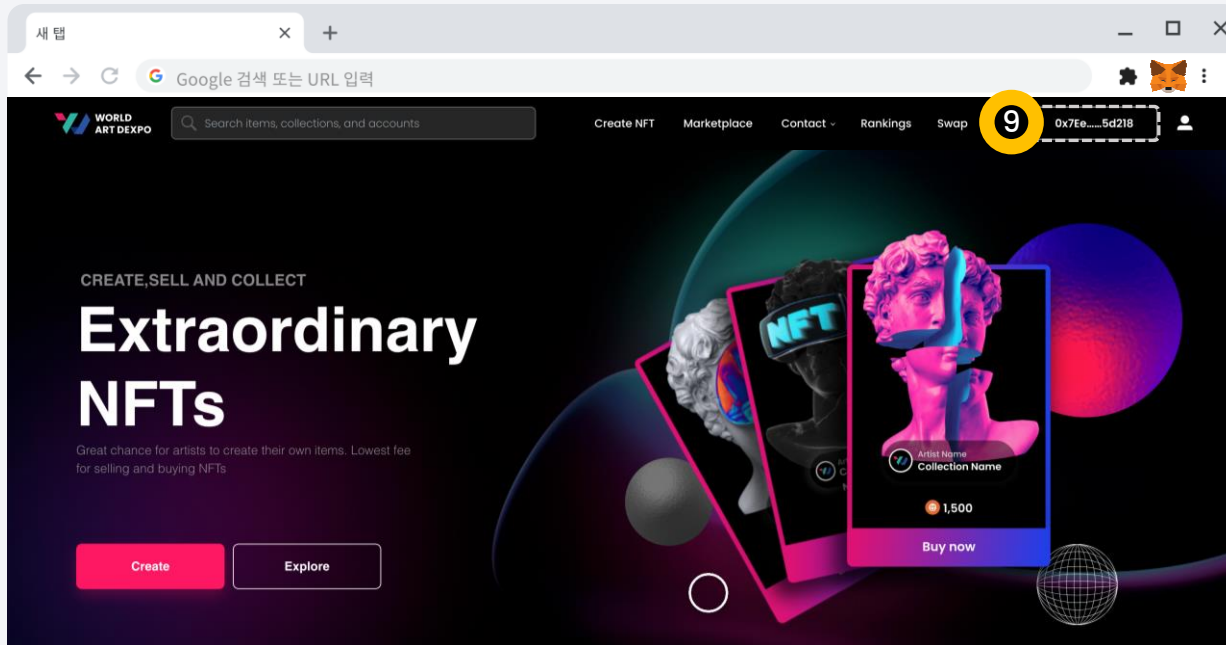 새 탭
Google 검색 또는 URL 입력
WORLD
ART DEXPO
Search items, collections, and accounts
Create NFT
Marketplace
Contact
Rankings
Swap
9
0x7Ee......5d218
CREATE,SELL AND COLLECT
Extraordinary
NFTs
Great chance for artists to create their own items. Lowest fee
for selling and buying NFTs
Create
Explore
NFT
Artist Name
Collection Name
1,500
Buy now